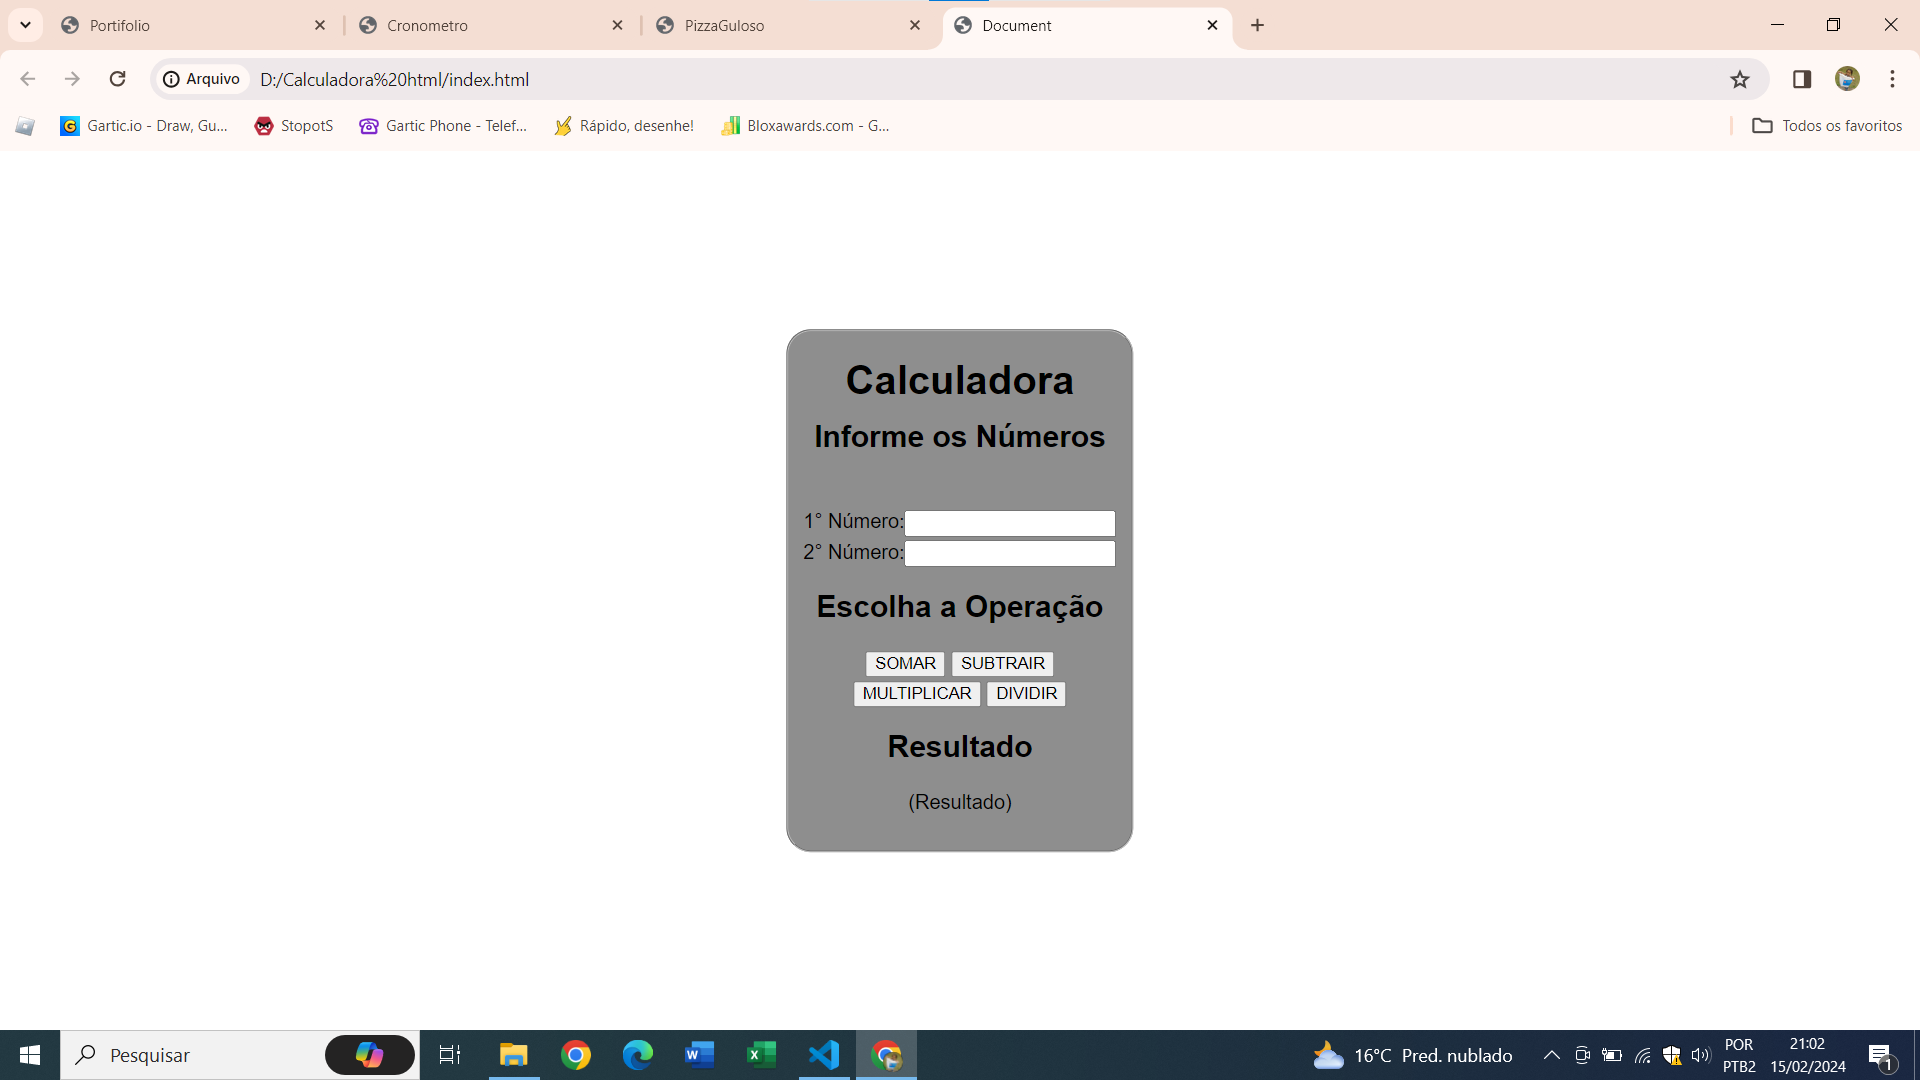 Portifolio
Cronometro
PizzaGuloso
Document
Arquivo
D:/Calculadora%20html/index.html
Gartic.io - Draw, Gu...
StopotS
Gartic Phone - Telef...
Rápido, desenhe!
Bloxawards.com - G...
Todos os favoritos
Calculadora
Informe os Números
1° Número:
2° Número:
Escolha a Operação
SOMAR SUBTRAIR
MULTIPLICAR DIVIDIR
Resultado
(Resultado)
Pesquisar
16°C Pred. nublado
POR
PTB2
21:02
15/02/2024
1